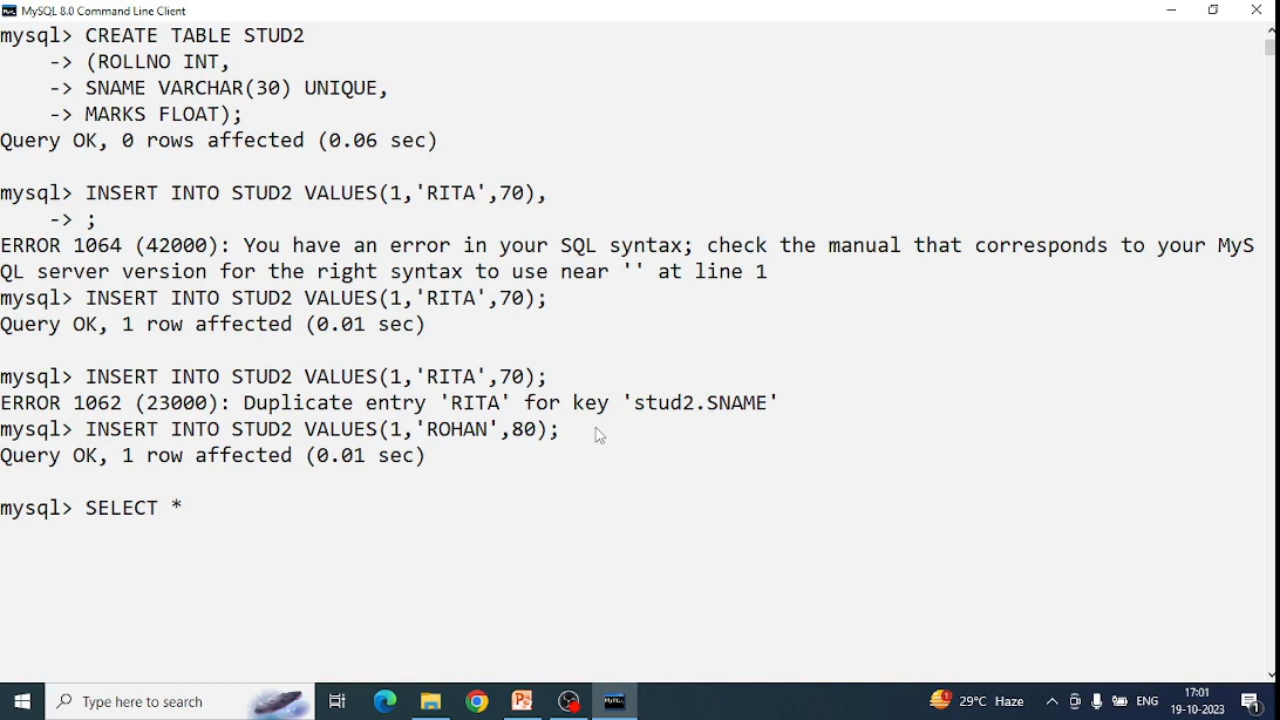 MySQL 8.0 Command Line Client
mysql> CREATE TABLE STUD2
    -> (ROLLNO INT,
    -> SNAME VARCHAR(30) UNIQUE,
    -> MARKS FLOAT);
Query OK, 0 rows affected (0.06 sec)
mysql> INSERT INTO STUD2 VALUES(1,'RITA',70),
    -> ;
ERROR 1064 (42000): You have an error in your SQL syntax; check the manual that corresponds to your MyS
QL server version for the right syntax to use near '' at line 1
mysql> INSERT INTO STUD2 VALUES(1,'RITA',70);
Query OK, 1 row affected (0.01 sec)
mysql> INSERT INTO STUD2 VALUES(1,'RITA',70);
ERROR 1062 (23000): Duplicate entry 'RITA' for key 'stud2.SNAME'
mysql> INSERT INTO STUD2 VALUES(1,'ROHAN',80);
Query OK, 1 row affected (0.01 sec)
mysql> SELECT *
Type here to search
29°C Haze
ENG
17:01
19-10-2023